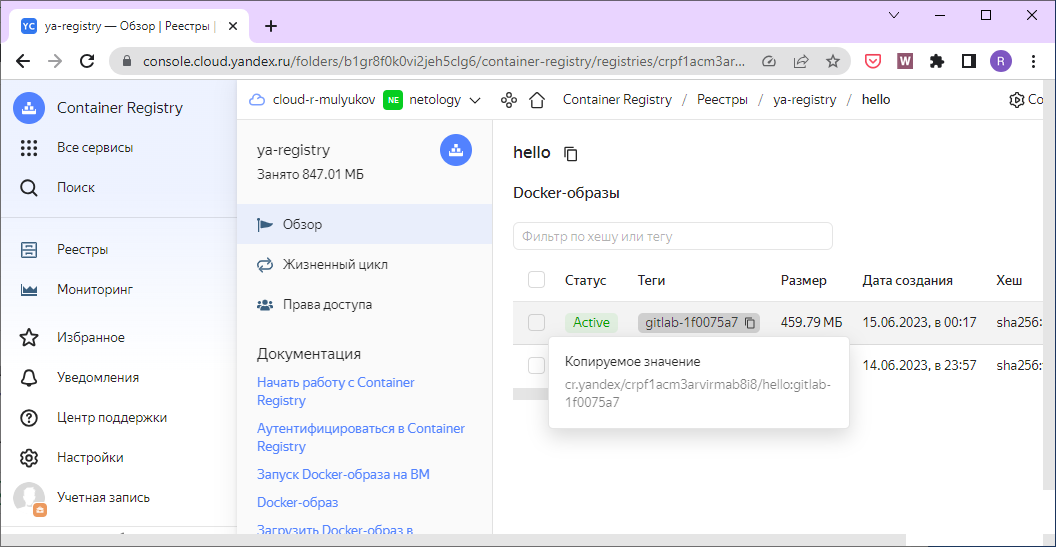 YC ya-registry — Обзор | Реестры |
console.cloud.yandex.ru/folders/b1gr8f0k0vi2jeh5clg6/container-registry/registries/crpf1acm3ar...
W
R
Container Registry
Все сервисы
Поиск
Реестры
Мониторинг
Избранное
Уведомления
Центр поддержки
Настройки
Учетная запись
cloud-r-mulyukov NE netology
Container Registry / Реестры / ya-registry / hello
Со
ya-registry
Занято 847.01 МБ
Обзор
Жизненный цикл
Права доступа
Документация
Начать работу с Container
Registry
Аутентифицироваться в Container
Registry
Запуск Docker-образа на ВМ
Docker-образ
Загрузить Docker-образ в
hello
Docker-образы
Фильтр по хешу или тегу
Статус Теги Размер Дата создания Хеш
Active gitlab-1f0075a7 459.79 МБ 15.06.2023, в 00:17 sha256:
14.06.2023, в 23:57 sha256:
Копируемое значение
cr.yandex/crpf1acm3arvirmab8i8/hello:gitlab-
1f0075a7